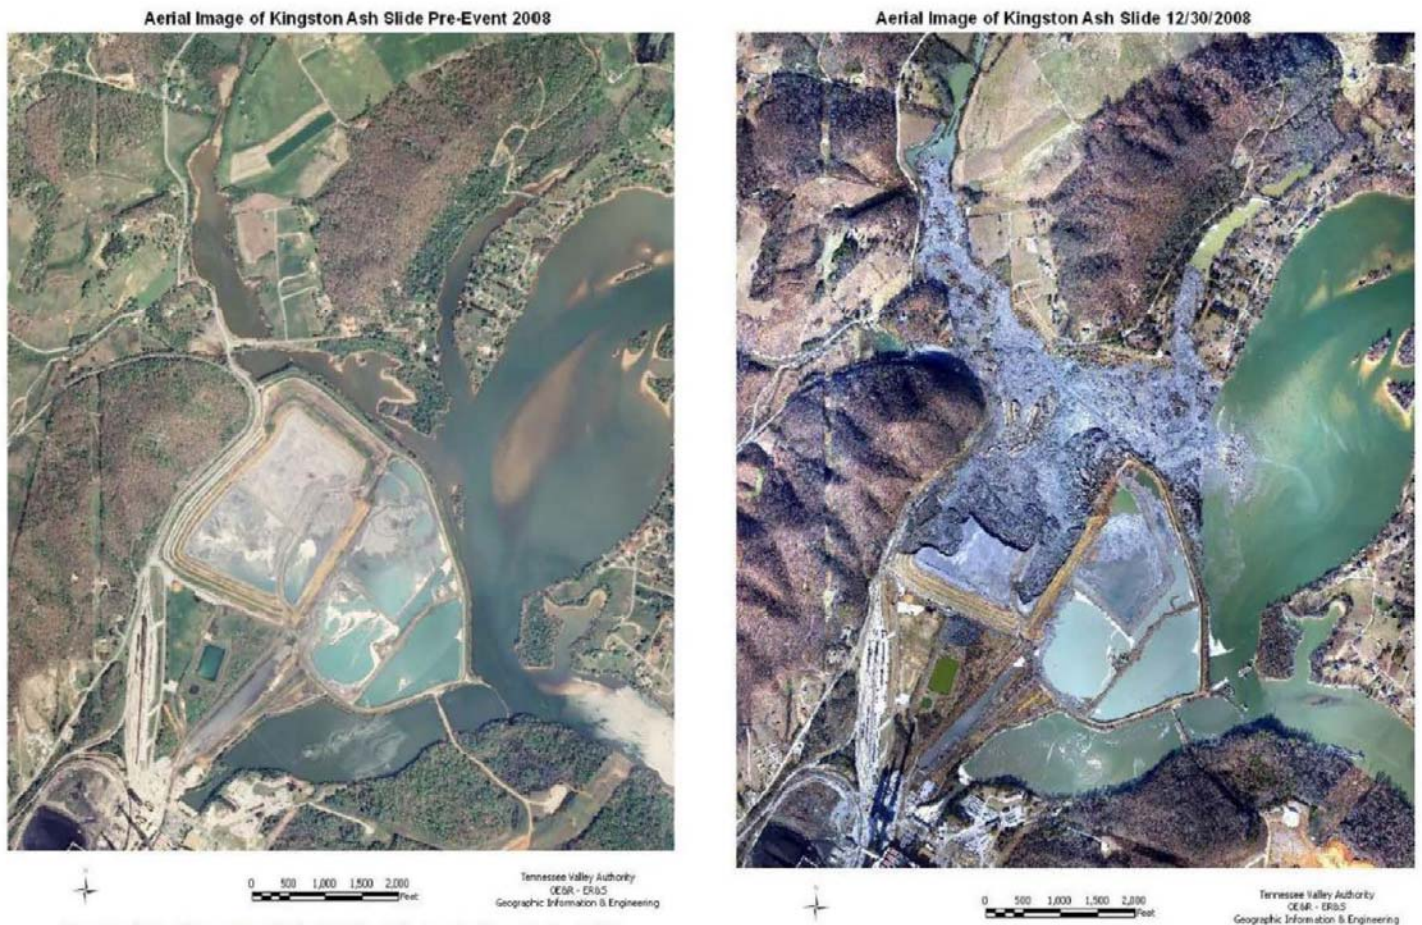 Aerial Image of Kingston Ash Slide Pre-Event 2008
Aerial Image of Kingston Ash Slide 12/30/2008
0 500 1,000 1,500 2,000
Feet
Tennessee Valley Authority
OE&R - ER&S
Geographic Information & Engineering
0 500 1,000 1,500 2,000
Feet
Tennessee Valley Authority
OE&R - ER&S
Geographic Information & Engineering